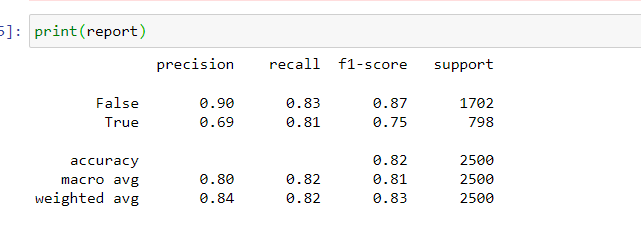 5]: print(report)
precision recall f1-score support
False 0.90 0.83 0.87 1702
True 0.69 0.81 0.75 798
accuracy 0.82 2500
macro avg 0.80 0.82 0.81 2500
weighted avg 0.84 0.82 0.83 2500